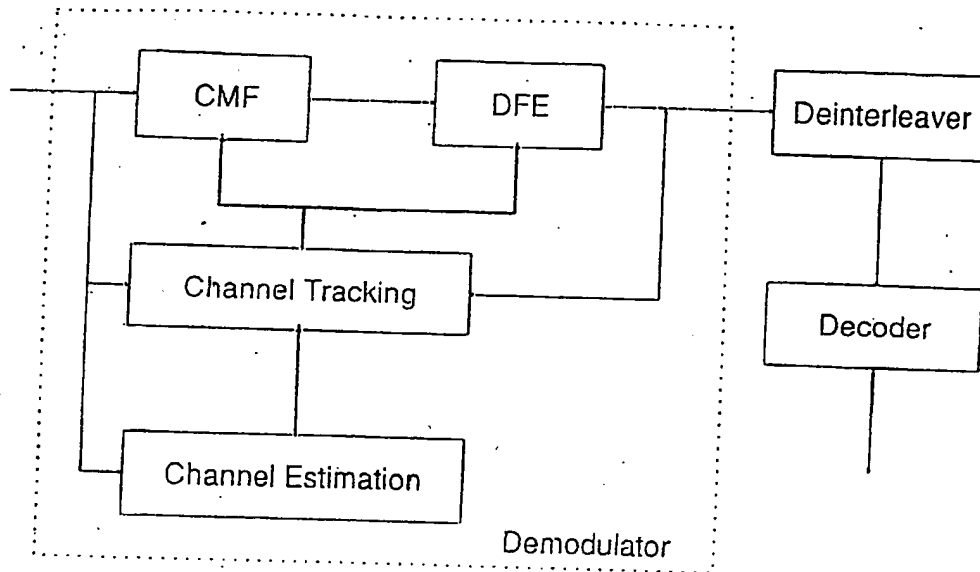 CMF
DFE
Deinterleaver
Channel Tracking
Decoder
Channel Estimation
Demodulator